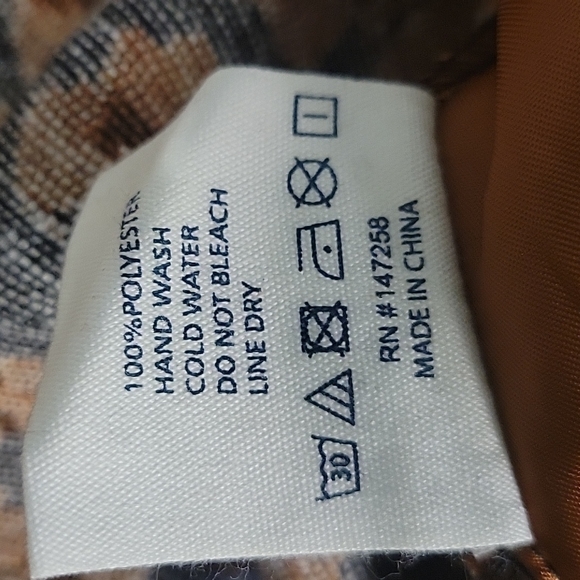 100%POLYESTER
HAND WASH
COLD WATER
DO NOT BLEACH
LINE DRY
30
RN #147258
MADE IN CHINA